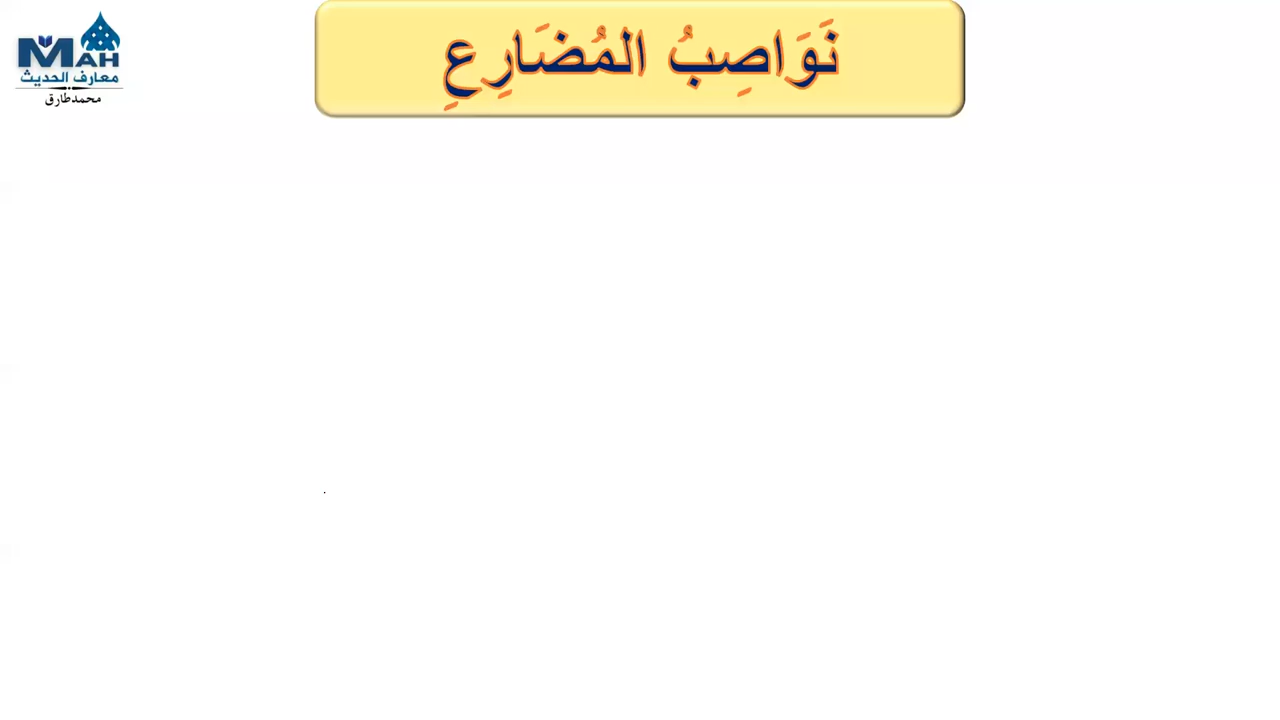 نَوَاصِبُ المُضَارِعِ
MAH
معارف الحديث
محمد طارق